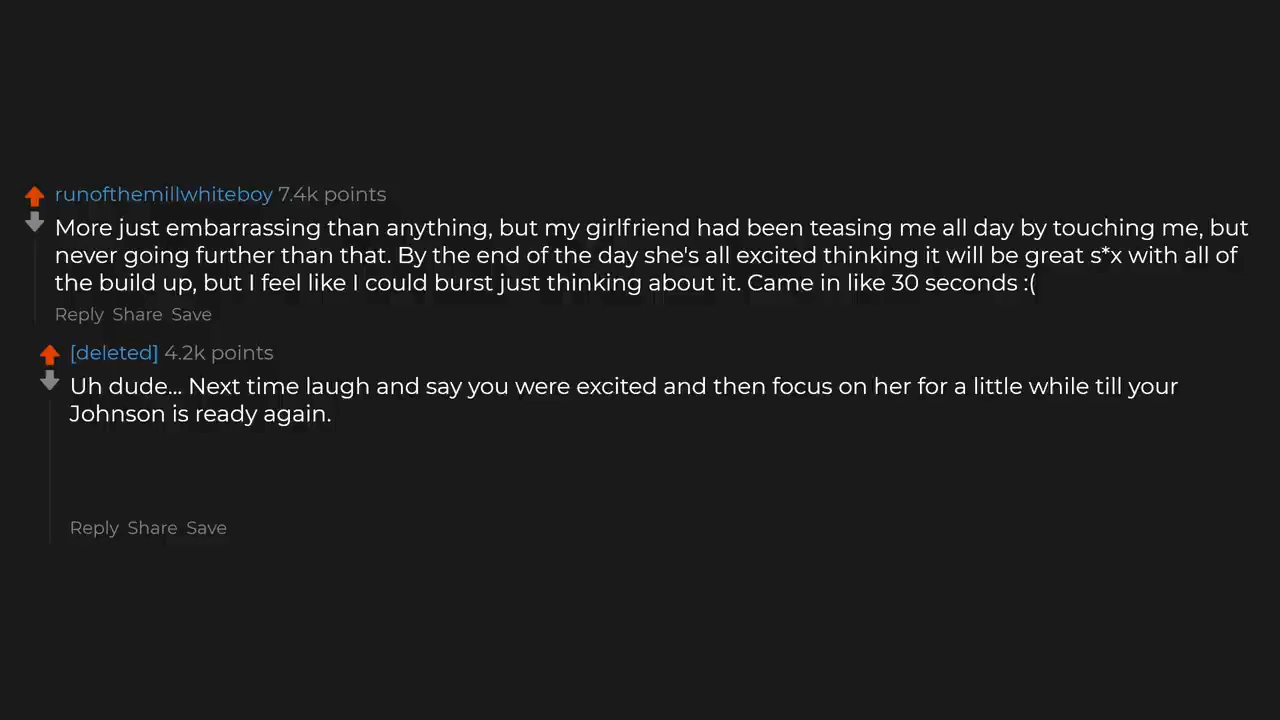 runofthemillwhiteboy 7.4k points
More just embarrassing than anything, but my girlfriend had been teasing me all day by touching me, but
never going further than that. By the end of the day she's all excited thinking it will be great s*x with all of
the build up, but I feel like I could burst just thinking about it. Came in like 30 seconds :(
Reply Share Save
[deleted] 4.2k points
Uh dude... Next time laugh and say you were excited and then focus on her for a little while till your
Johnson is ready again.
Reply Share Save